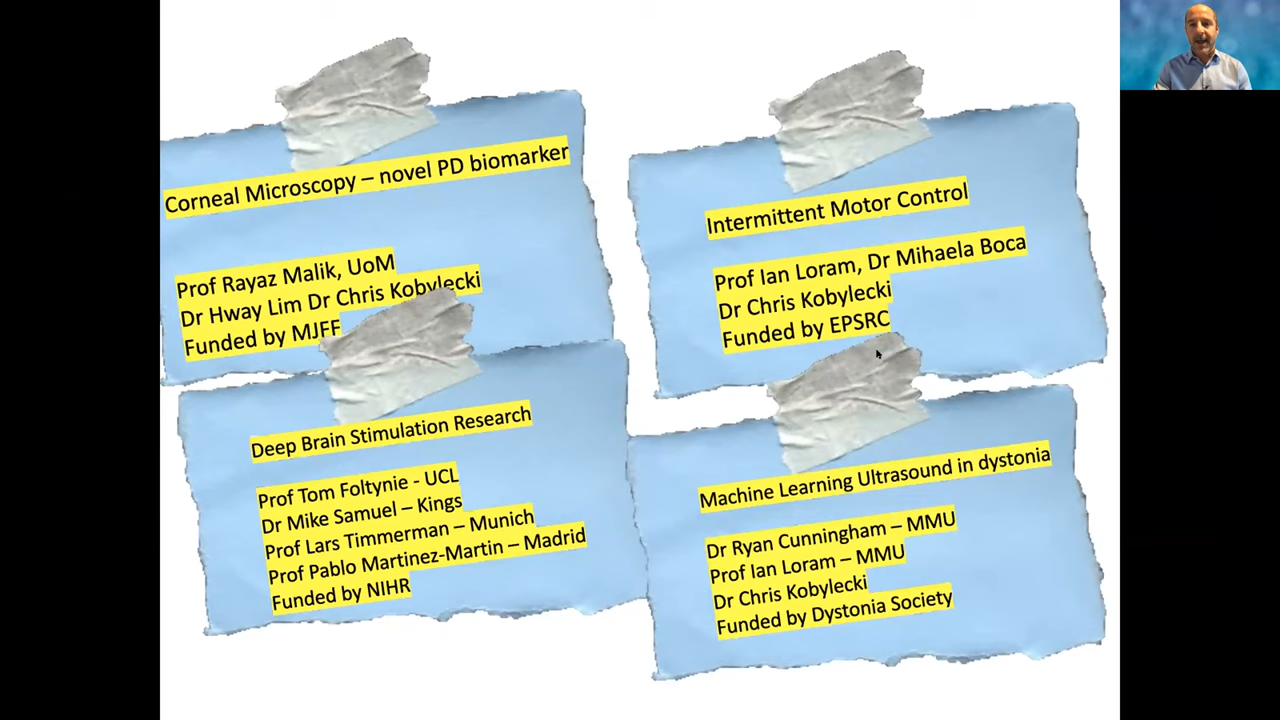 Corneal Microscopy – novel PD biomarker
Prof Rayaz Malik, UoM
Dr Hway Lim Dr Chris Kobylecki
Funded by MJFF
Intermittent Motor Control
Prof Ian Loram, Dr Mihaela Boca
Dr Chris Kobylecki
Funded by EPSRC
Deep Brain Stimulation Research
Prof Tom Foltynie - UCL
Dr Mike Samuel – Kings
Prof Lars Timmerman – Munich
Prof Pablo Martinez-Martin – Madrid
Funded by NIHR
Machine Learning Ultrasound in dystonia
Dr Ryan Cunningham – MMU
Prof Ian Loram – MMU
Dr Chris Kobylecki
Funded by Dystonia Society